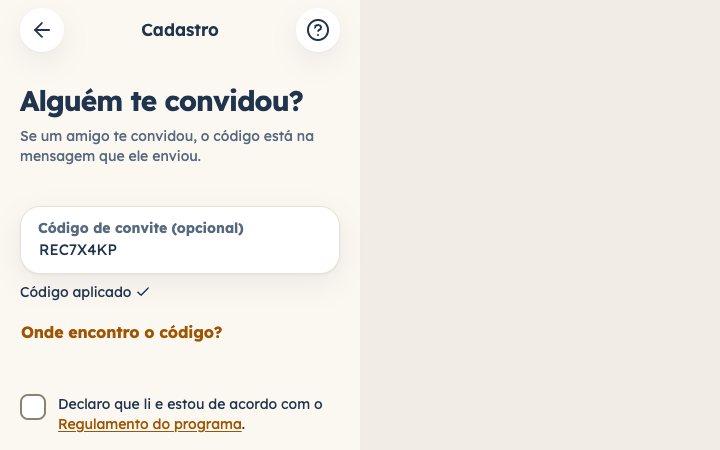 Cadastro
Alguém te convidou?
Se um amigo te convidou, o código está na
mensagem que ele enviou.
Código de convite (opcional)
REC7X4KP
Código aplicado
Onde encontro o código?
Declaro que li e estou de acordo com o
Regulamento do programa.